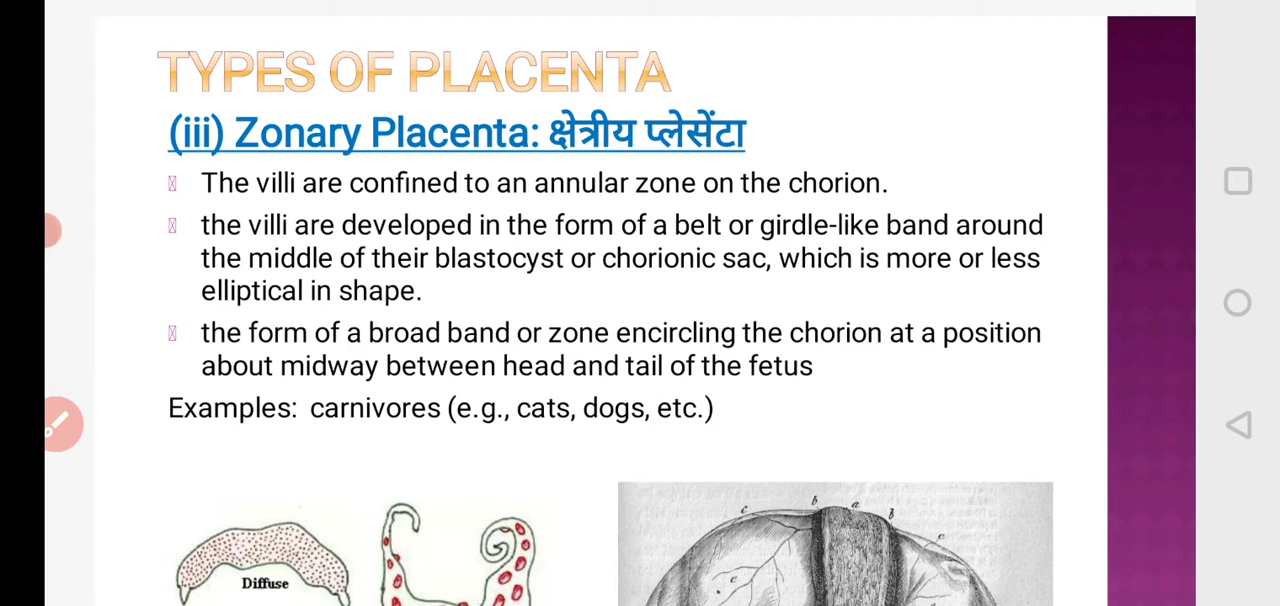 TYPES OF PLACENTA
(iii) Zonary Placenta: क्षेत्रीय प्लेसेंटा
The villi are confined to an annular zone on the chorion.
the villi are developed in the form of a belt or girdle-like band around
the middle of their blastocyst or chorionic sac, which is more or less
elliptical in shape.
the form of a broad band or zone encircling the chorion at a position
about midway between head and tail of the fetus
Examples: carnivores (e.g., cats, dogs, etc.)
b
a
c
b
c
Diffuse
e